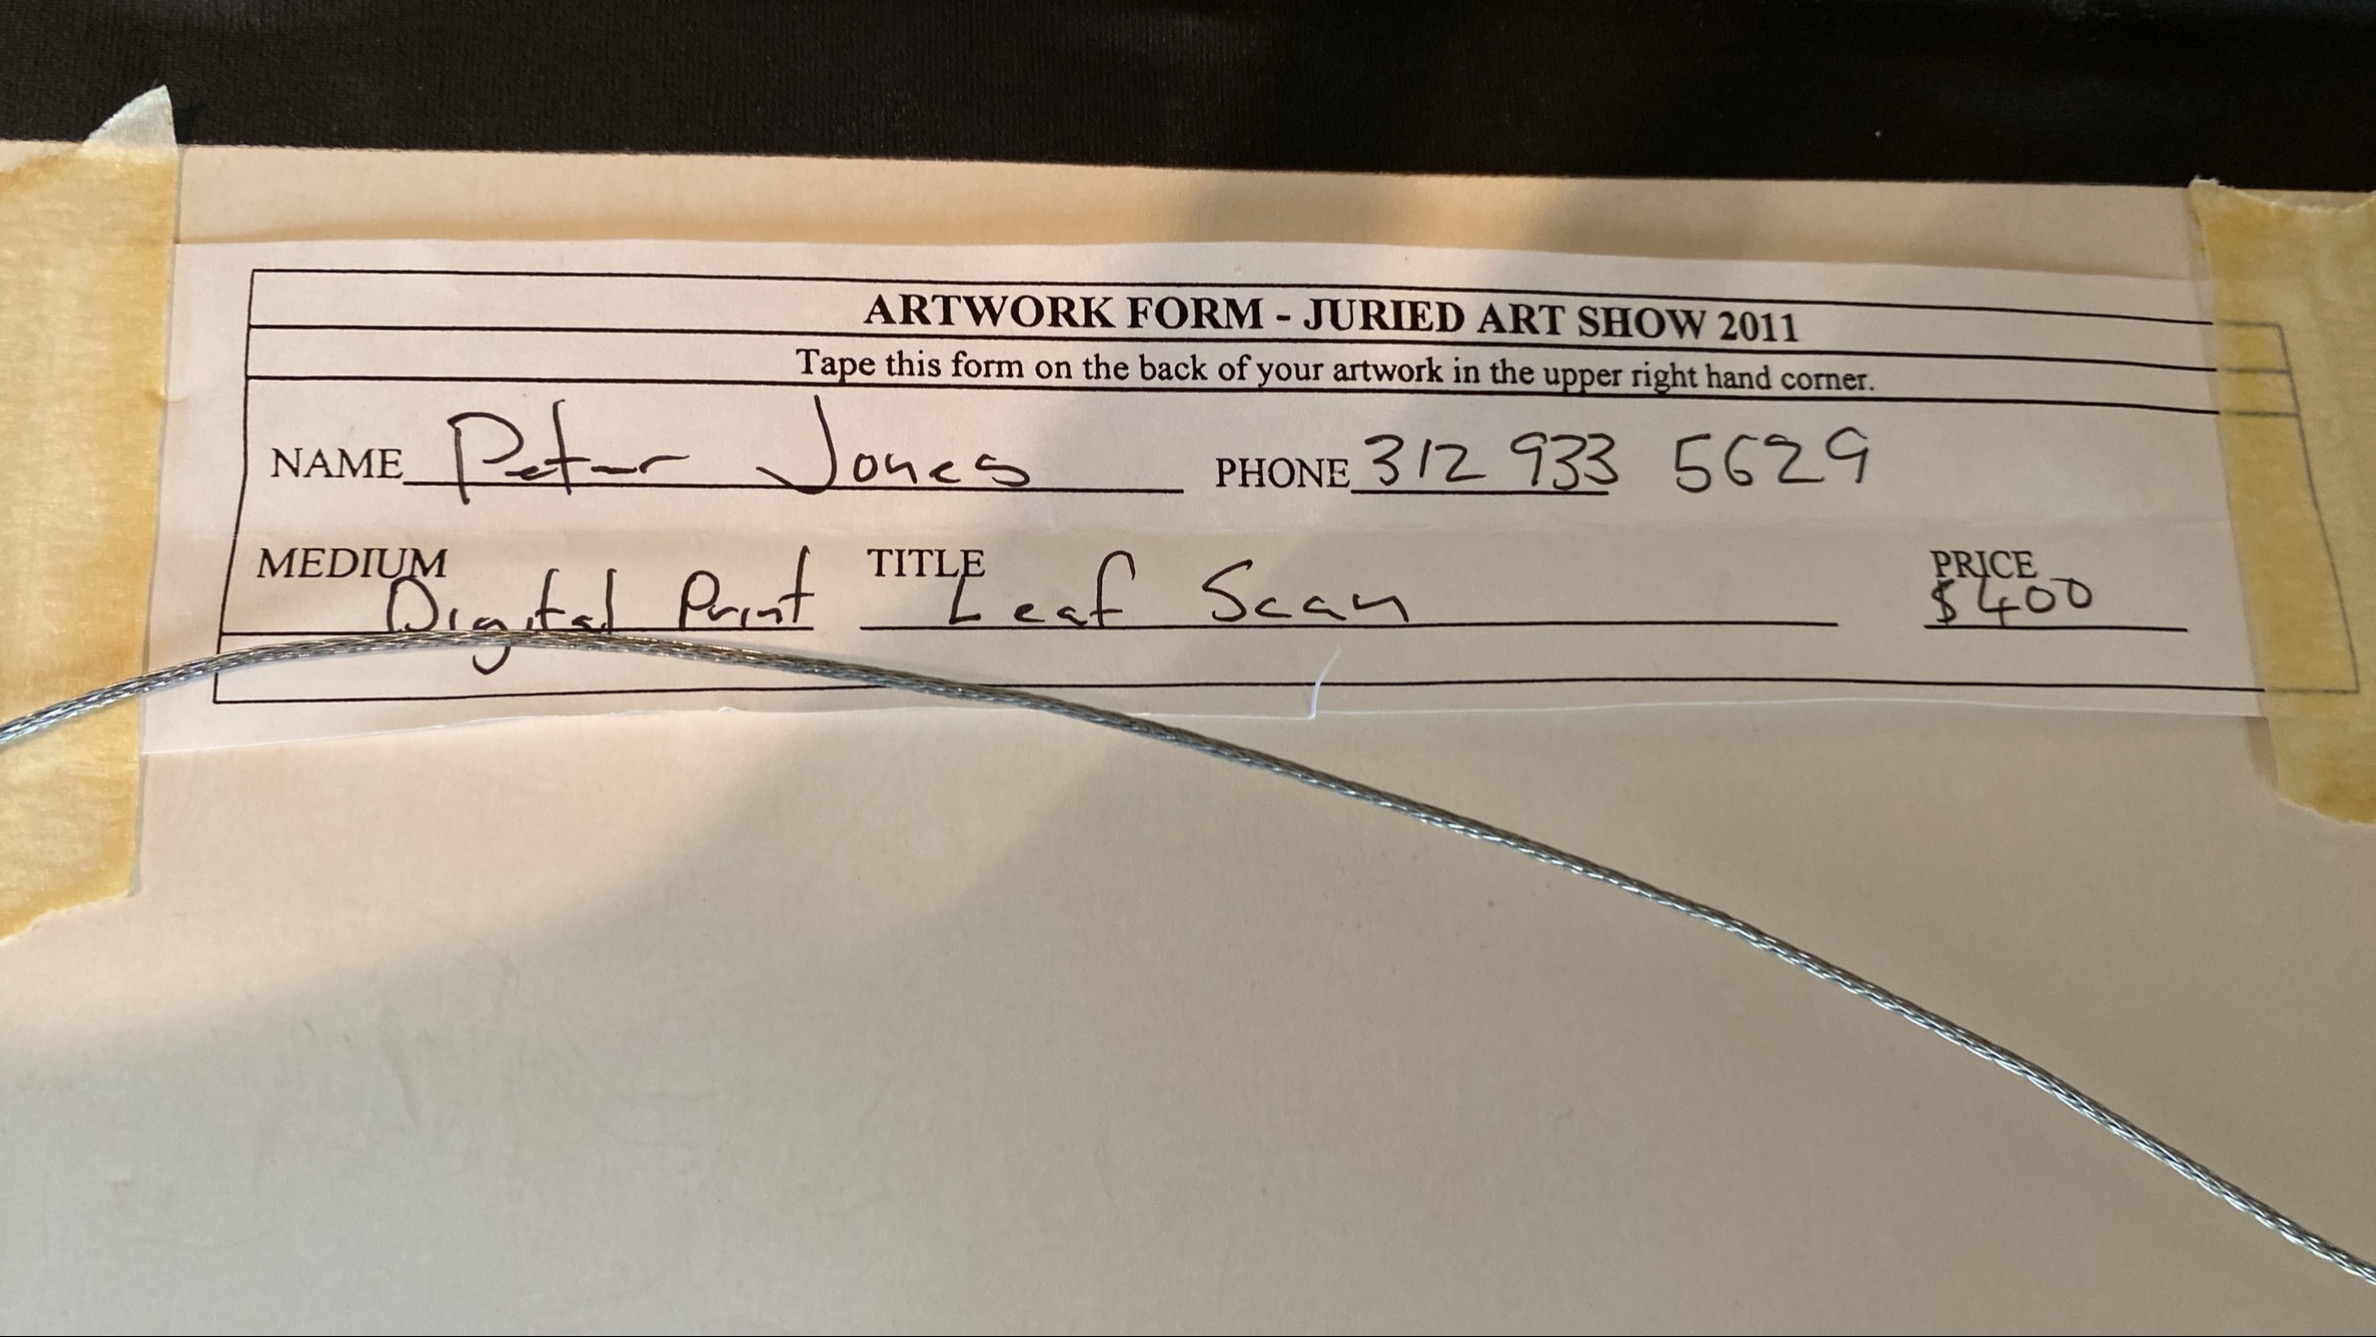 ARTWORK FORM - JURIED ART SHOW 2011
Tape this form on the back of your artwork in the upper right hand corner.
NAME Peter Jones PHONE 312 933 5629
MEDIUM Digital Print TITLE Leaf Scan PRICE $400